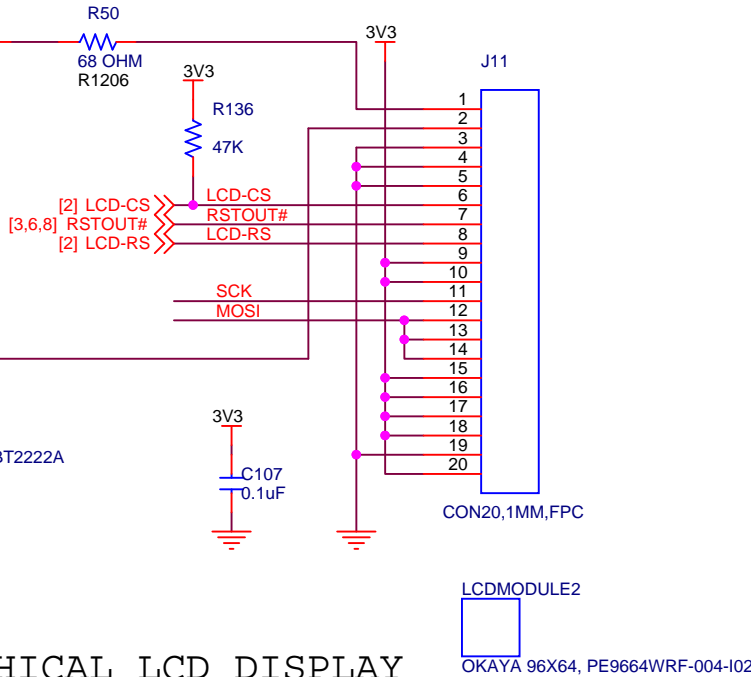 R50
68 OHM
R1206
3V3
R136
47K
3V3
J11
1
2
3
4
5
6
7
8
9
10
11
12
13
14
15
16
17
18
19
20
[2] LCD-CS
LCD-CS
[3,6,8] RSTOUT#
RSTOUT#
[2] LCD-RS
LCD-RS
SCK
MOSI
3V3
C107
0.1uF
CON20,1MM,FPC
LCDMODULE2
OKAYA 96X64, PE9664WRF-004-I02
LCD DISPLAY